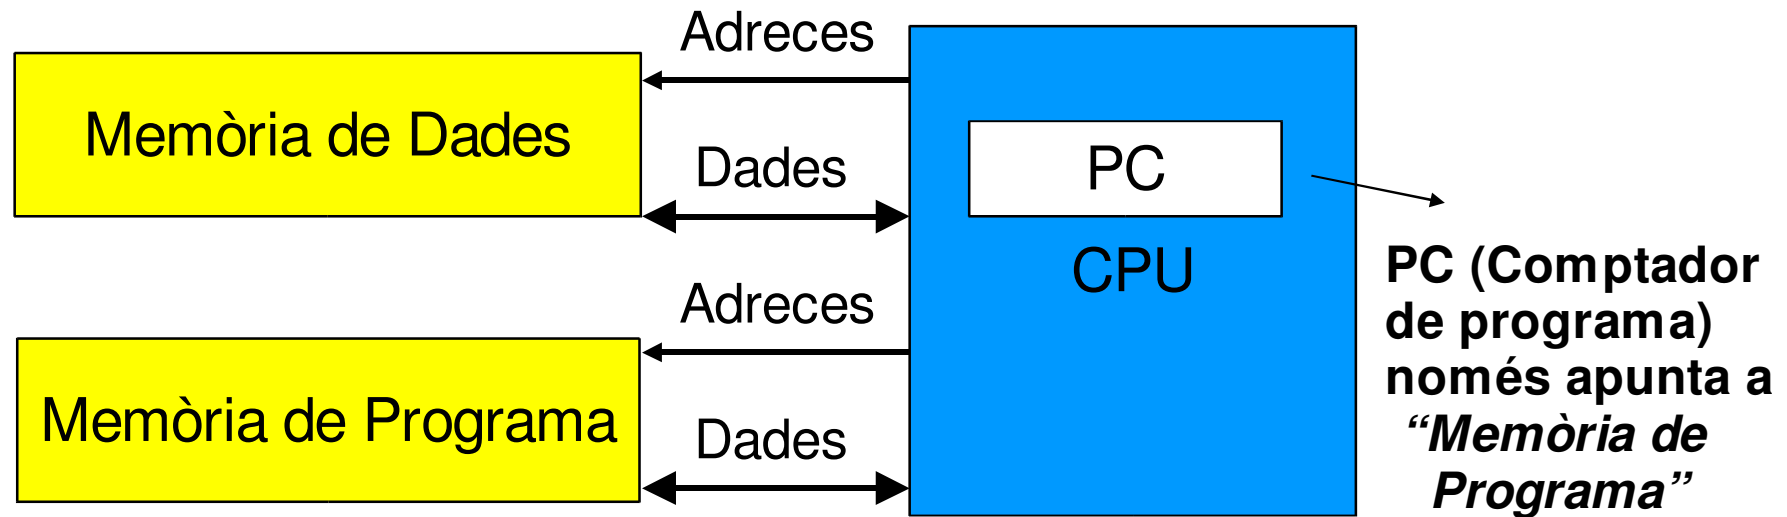 Adreces
Memòria de Dades
Dades
PC
CPU
Adreces
Memòria de Programa
Dades
PC (Comptador
de programa)
només apunta a
“Memòria de
Programa”